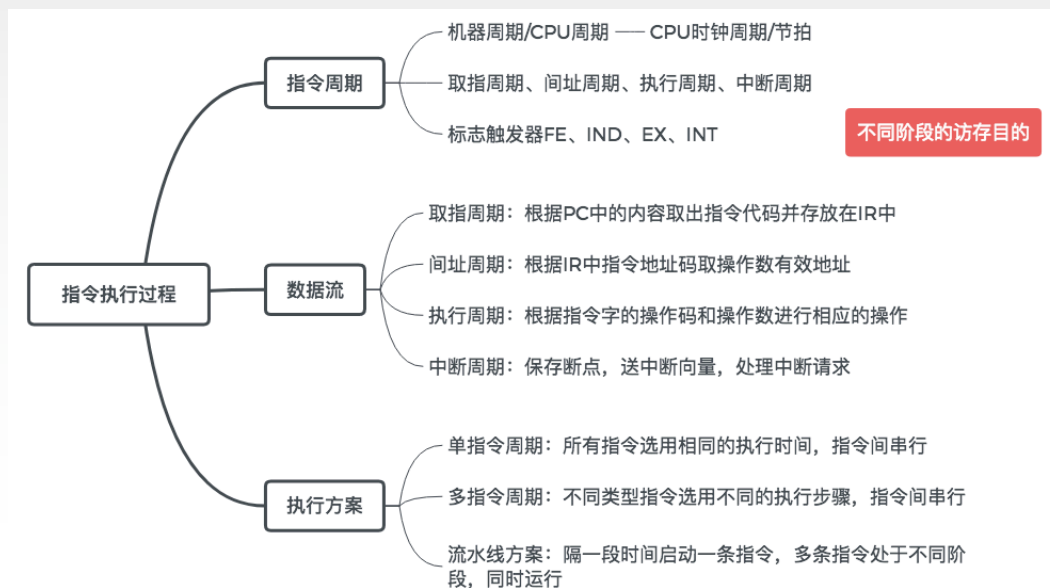 指令执行过程
指令周期
机器周期/CPU周期 —— CPU时钟周期/节拍
取指周期、间址周期、执行周期、中断周期
标志触发器FE、IND、EX、INT
不同阶段的访存目的
数据流
取指周期：根据PC中的内容取出指令代码并存放在IR中
间址周期：根据IR中指令地址码取操作数有效地址
执行周期：根据指令字的操作码和操作数进行相应的操作
中断周期：保存断点，送中断向量，处理中断请求
执行方案
单指令周期：所有指令选用相同的执行时间，指令间串行
多指令周期：不同类型指令选用不同的执行步骤，指令间串行
流水线方案：隔一段时间启动一条指令，多条指令处于不同阶
段，同时运行